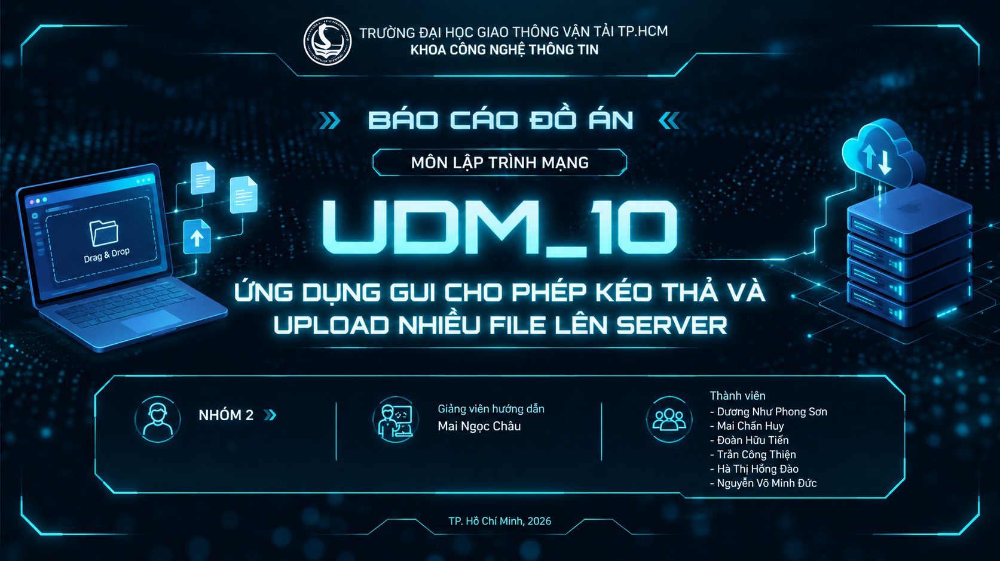 TRƯỜNG ĐẠI HỌC GIAO THÔNG VẬN TẢI TP.HCM
KHOA CÔNG NGHỆ THÔNG TIN
BÁO CÁO ĐỒ ÁN
MÔN LẬP TRÌNH MẠNG
UDM_10
Drag & Drop
ỨNG DỤNG GUI CHO PHÉP KÉO THẢ VÀ
UPLOAD NHIỀU FILE LÊN SERVER
NHÓM 2
Giảng viên hướng dẫn
Mai Ngọc Châu
Thành viên
- Dương Như Phong Sơn
- Mai Chấn Huy
- Đoàn Hữu Tiến
- Trần Công Thiện
- Hà Thị Hồng Đào
- Nguyễn Võ Minh Đức
TP. Hồ Chí Minh, 2026